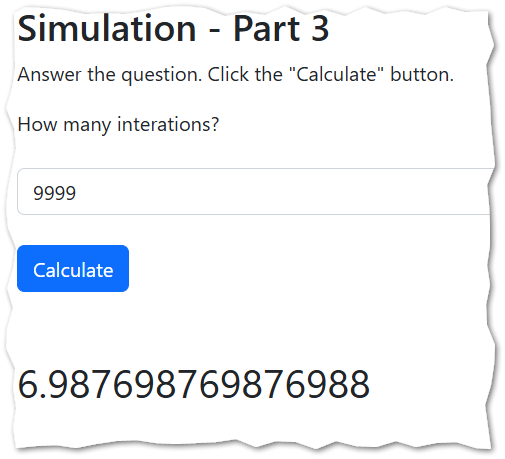 Simulation - Part 3
Answer the question. Click the "Calculate" button.
How many interations?
9999
Calculate
6.987698769876988